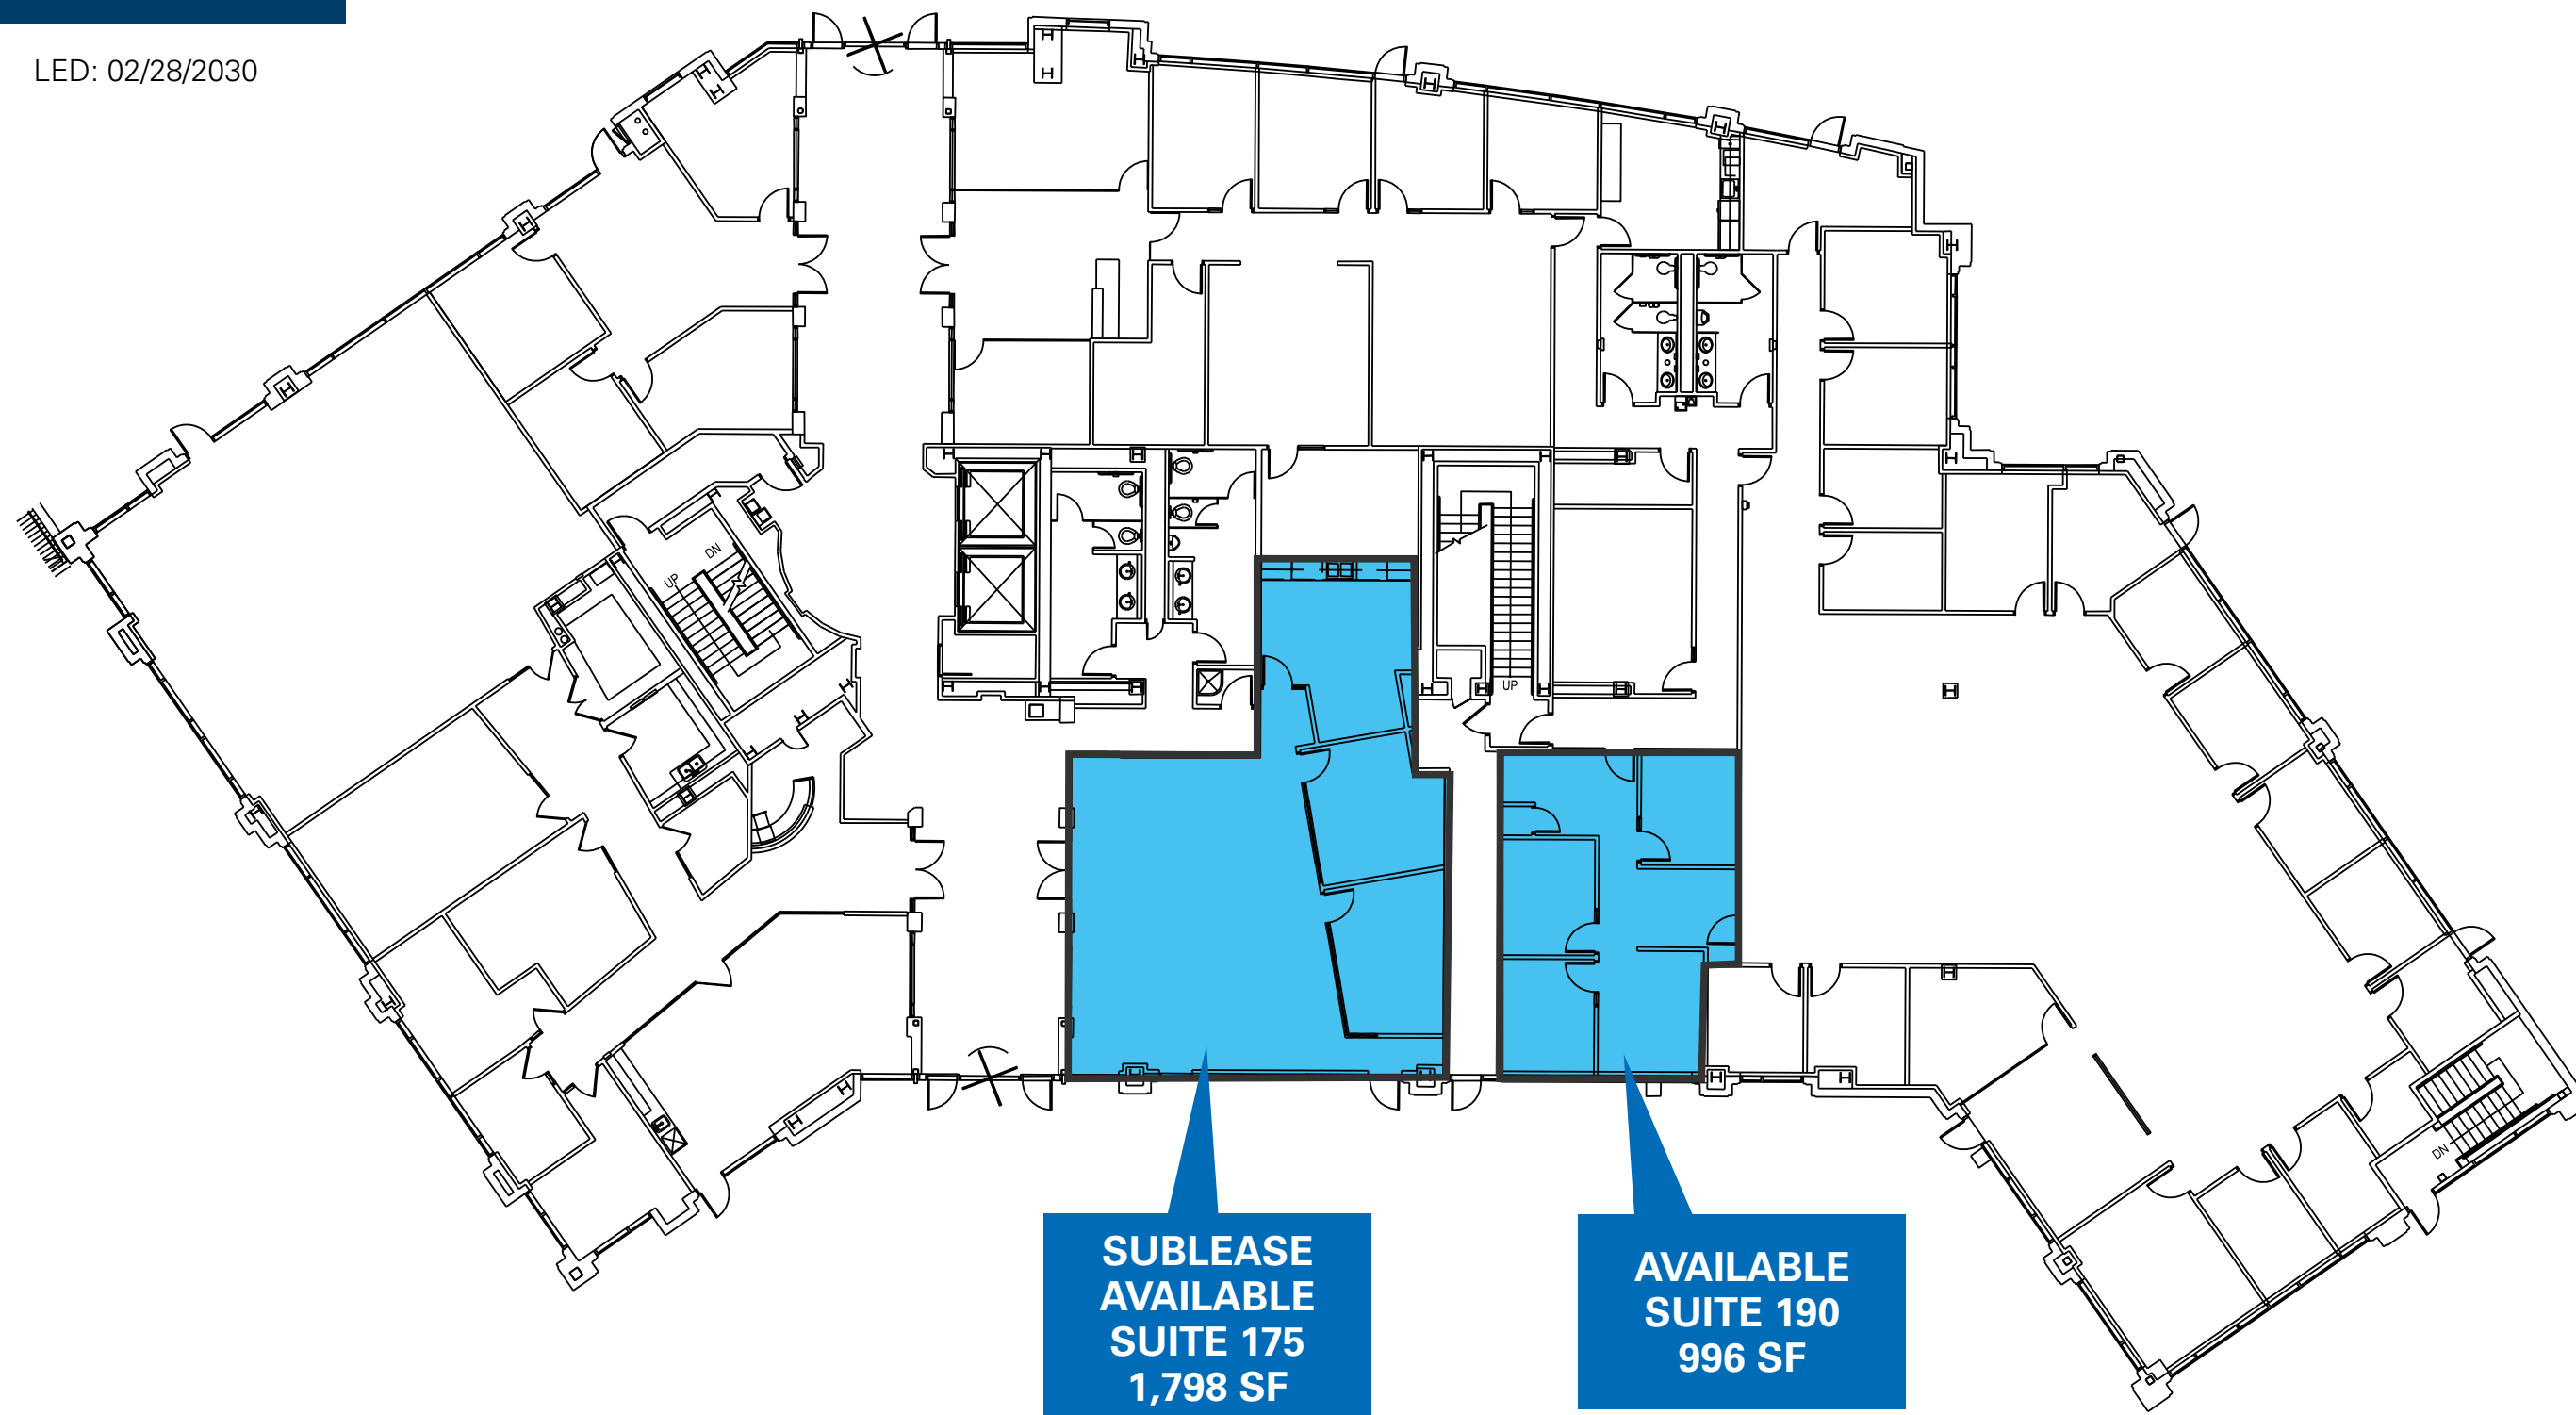 LED: 02/28/2030
DN
UP
UP
DN
SUBLEASE
AVAILABLE
SUITE 175
1,798 SF
AVAILABLE
SUITE 190
996 SF